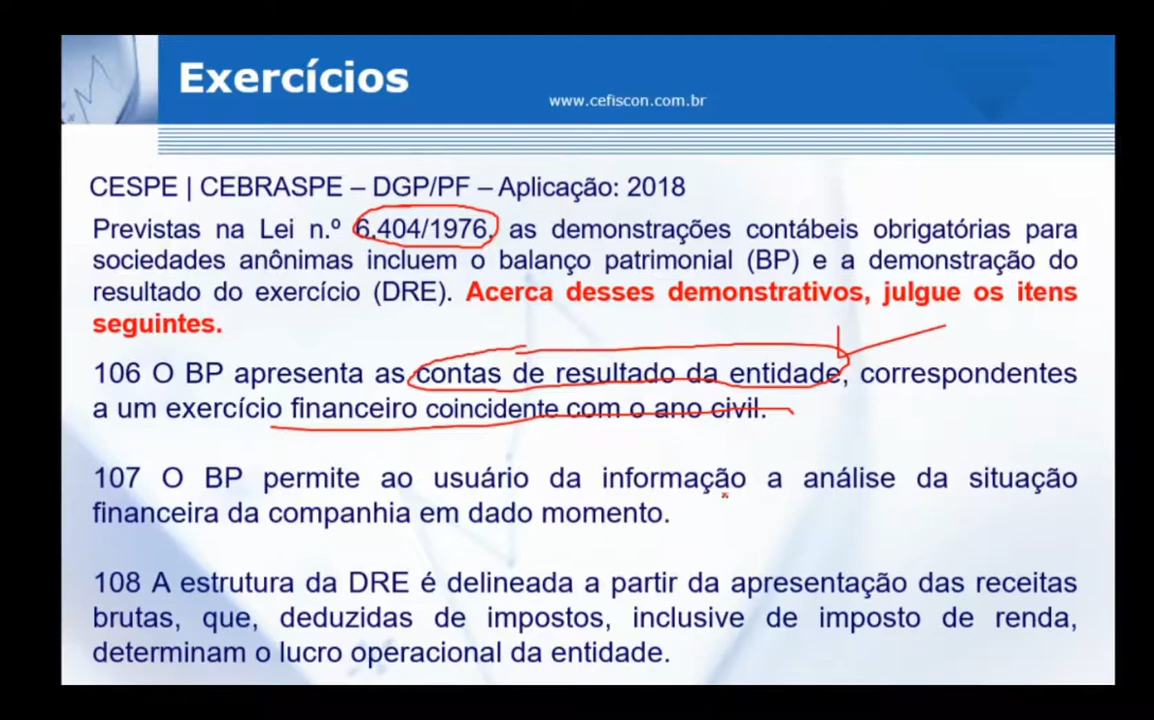 Exercícios
www.cefiscon.com.br
CESPE | CEBRASPE – DGP/PF – Aplicação: 2018
Previstas na Lei n.º 6.404/1976, as demonstrações contábeis obrigatórias para
sociedades anônimas incluem o balanço patrimonial (BP) e a demonstração do
resultado do exercício (DRE). Acerca desses demonstrativos, julgue os itens
seguintes.
106 O BP apresenta as contas de resultado da entidade, correspondentes
a um exercício financeiro coincidente com o ano civil.
107 O BP permite ao usuário da informação a análise da situação
financeira da companhia em dado momento.
108 A estrutura da DRE é delineada a partir da apresentação das receitas
brutas, que, deduzidas de impostos, inclusive de imposto de renda,
determinam o lucro operacional da entidade.